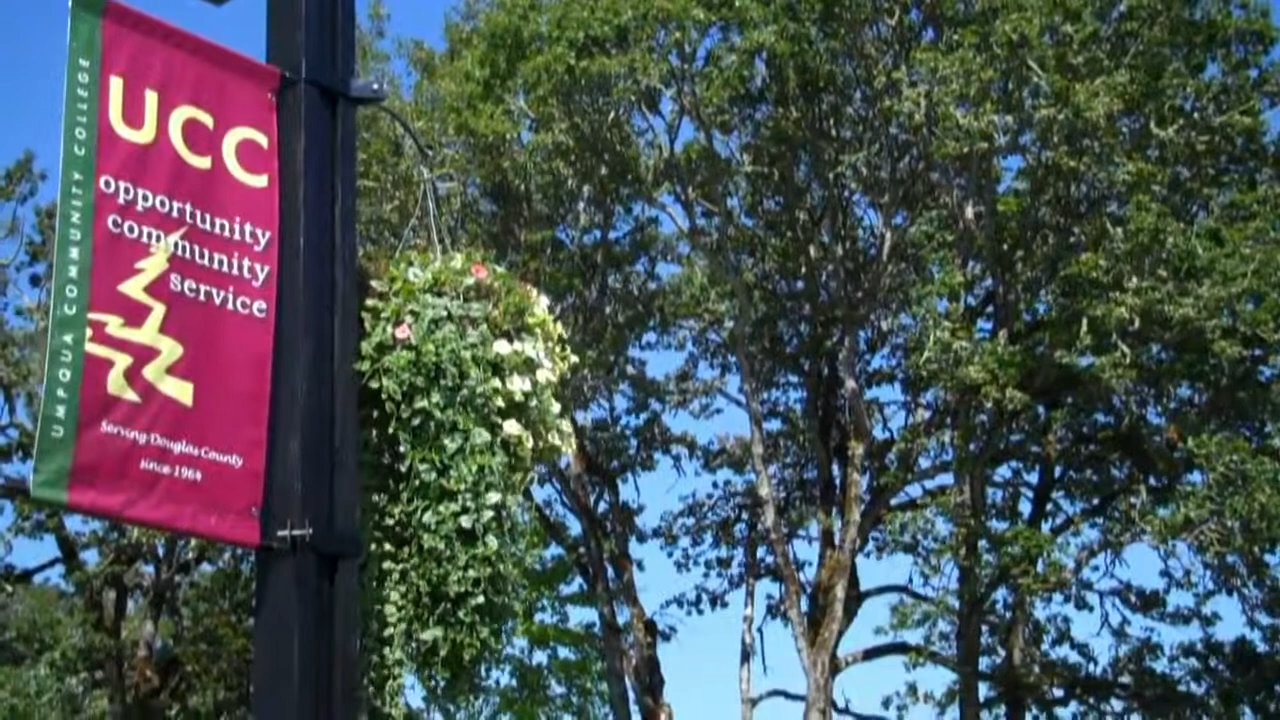 UMPQUA COMMUNITY COLLEGE
UCC
opportunity
community
service
Serving Douglas County
since 1964